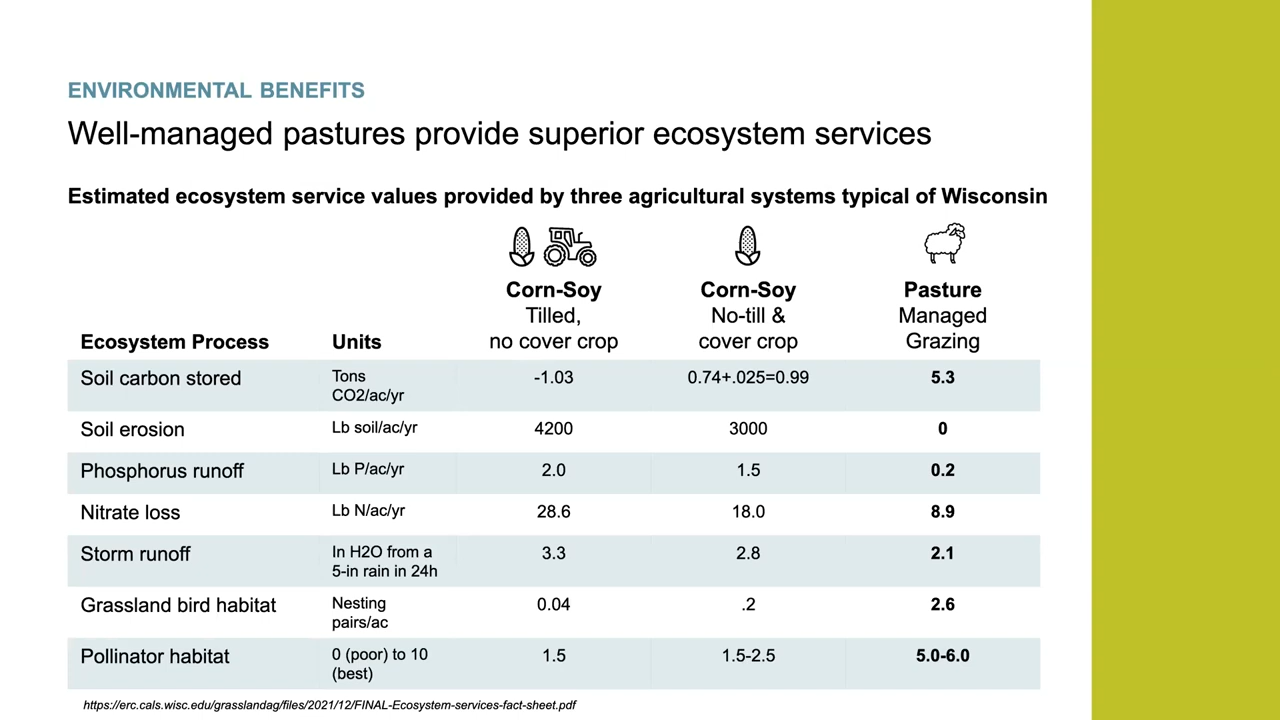 ENVIRONMENTAL BENEFITS
Well-managed pastures provide superior ecosystem services
Estimated ecosystem service values provided by three agricultural systems typical of Wisconsin
Ecosystem Process
Units
Corn-Soy
Tilled,
no cover crop
Corn-Soy
No-till &
cover crop
Pasture
Managed
Grazing
Soil carbon stored
Tons
CO2/ac/yr
-1.03
0.74+.025=0.99
5.3
Soil erosion
Lb soil/ac/yr
4200
3000
0
Phosphorus runoff
Lb P/ac/yr
2.0
1.5
0.2
Nitrate loss
Lb N/ac/yr
28.6
18.0
8.9
Storm runoff
In H2O from a
5-in rain in 24h
3.3
2.8
2.1
Grassland bird habitat
Nesting
pairs/ac
0.04
.2
2.6
Pollinator habitat
0 (poor) to 10
(best)
1.5
1.5-2.5
5.0-6.0
https://erc.cals.wisc.edu/grasslandag/files/2021/12/FINAL-Ecosystem-services-fact-sheet.pdf